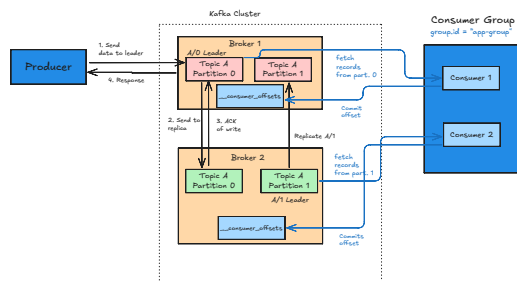 Kafka Cluster
Consumer Group
group.id = "app-group"
Broker 1
1. Send
data to leader
A/0 Leader
Topic A
Partition 0
Topic A
Partition 1
fetch
records
from part. 0
Producer
4. Response
Consumer 1
__consumer_offsets
Commit
offset
2. Send to
replica
3. ACK
of write
Replicate A/1
Consumer 2
Broker 2
fetch
records
from part. 1
Topic A
Partition 0
Topic A
Partition 1
A/1 Leader
__consumer_offsets
Commits
offset